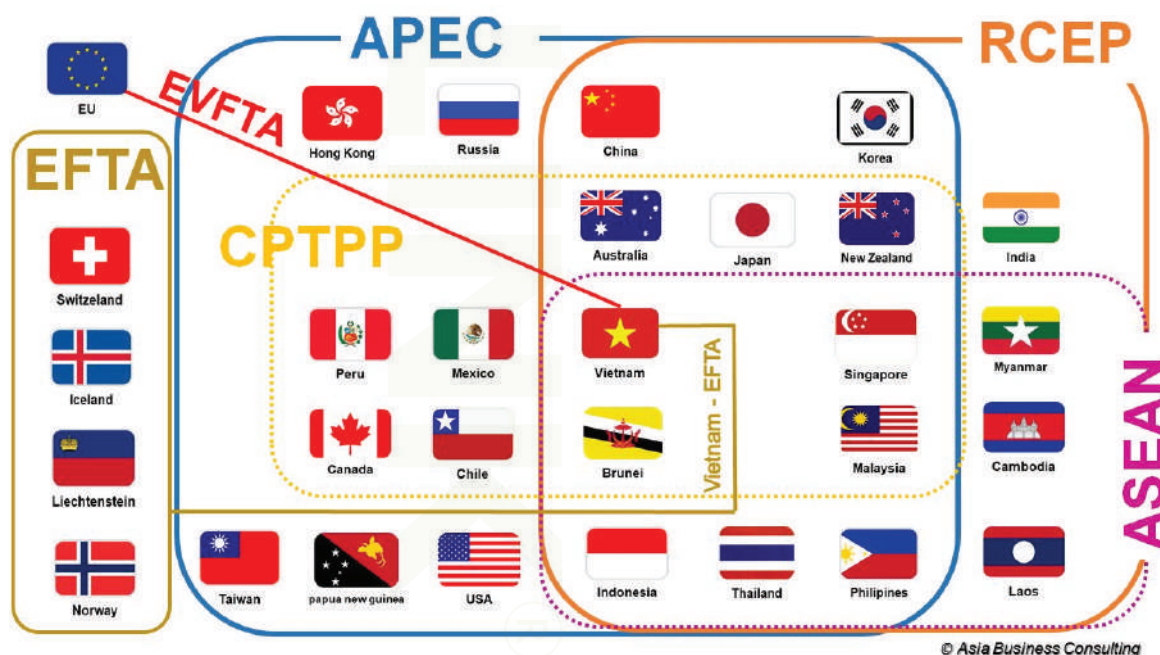 APEC
RCEP
EU
EVFTA
Hong Kong
Russia
China
Korea
EFTA
CPTPP
Australia
Japan
New Zealand
India
Switzeland
Iceland
Peru
Mexico
Vietnam
Singapore
Myanmar
Vietnam - EFTA
ASEAN
Liechtenstein
Canada
Chile
Brunei
Malaysia
Cambodia
Norway
Taiwan
papua new guinea
USA
Indonesia
Thailand
Philipines
Laos
© Asia Business Consulting